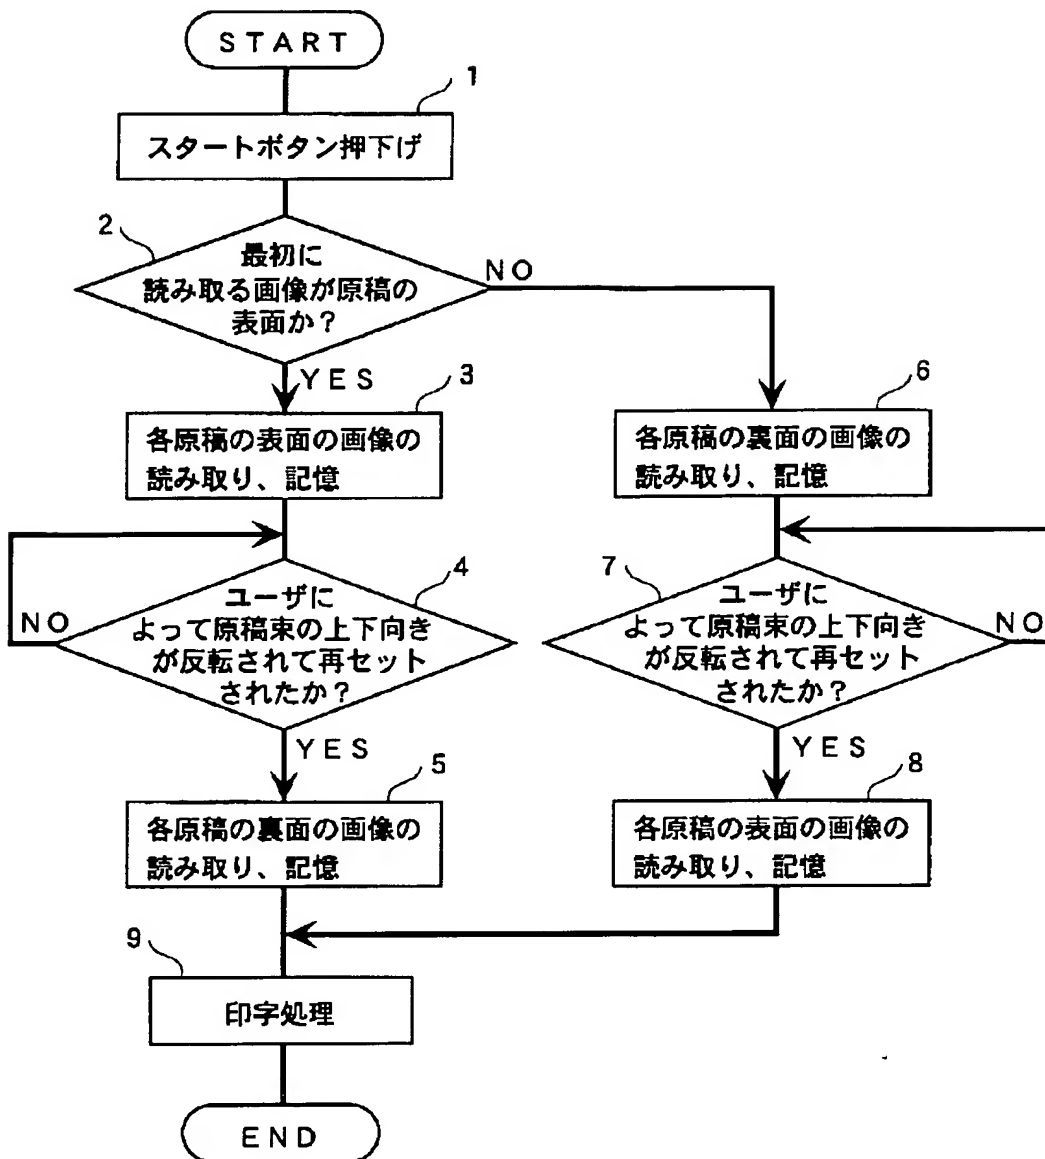 START
1
スタートボタン押下げ
2
最初に
読み取る画像が原稿の
表面か?
NO
YES
3
各原稿の表面の画像の
読み取り、記憶
6
各原稿の裏面の画像の
読み取り、記憶
4
ユーザに
よって原稿束の上下向き
が反転されて再セット
されたか?
NO
YES
7
ユーザに
よって原稿束の上下向き
が反転されて再セット
されたか?
NO
YES
5
各原稿の裏面の画像の
読み取り、記憶
8
各原稿の表面の画像の
読み取り、記憶
9
印字処理
END